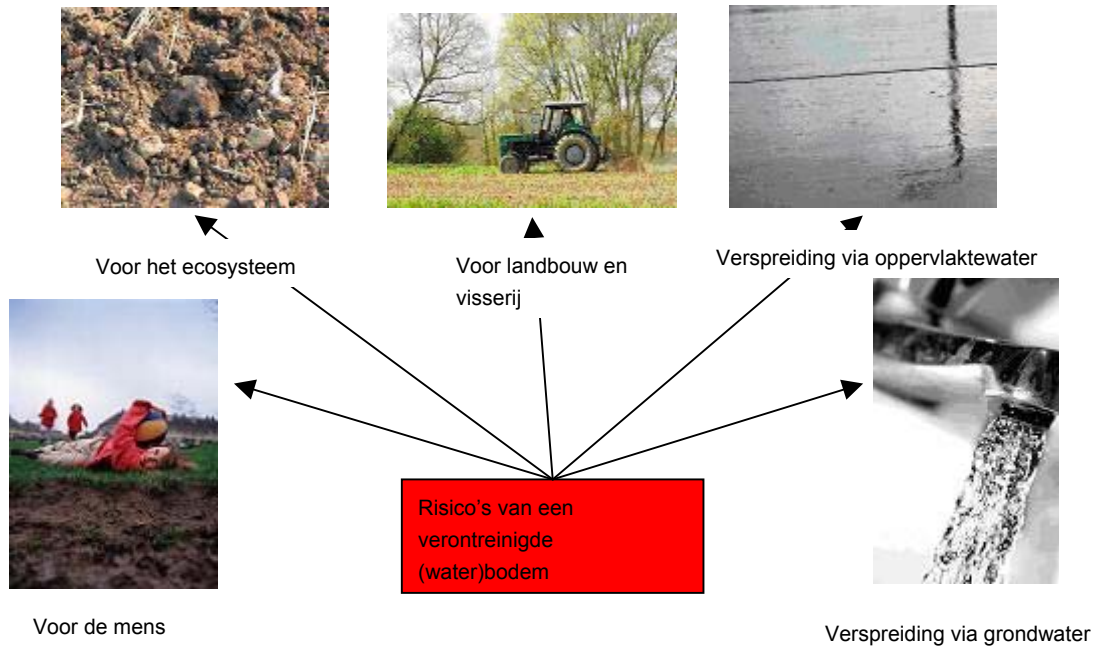 Voor het ecosysteem
Voor landbouw en
visserij
Verspreiding via oppervlaktewater
Risico's van een
verontreinigde
(water)bodem
Voor de mens
Verspreiding via grondwater